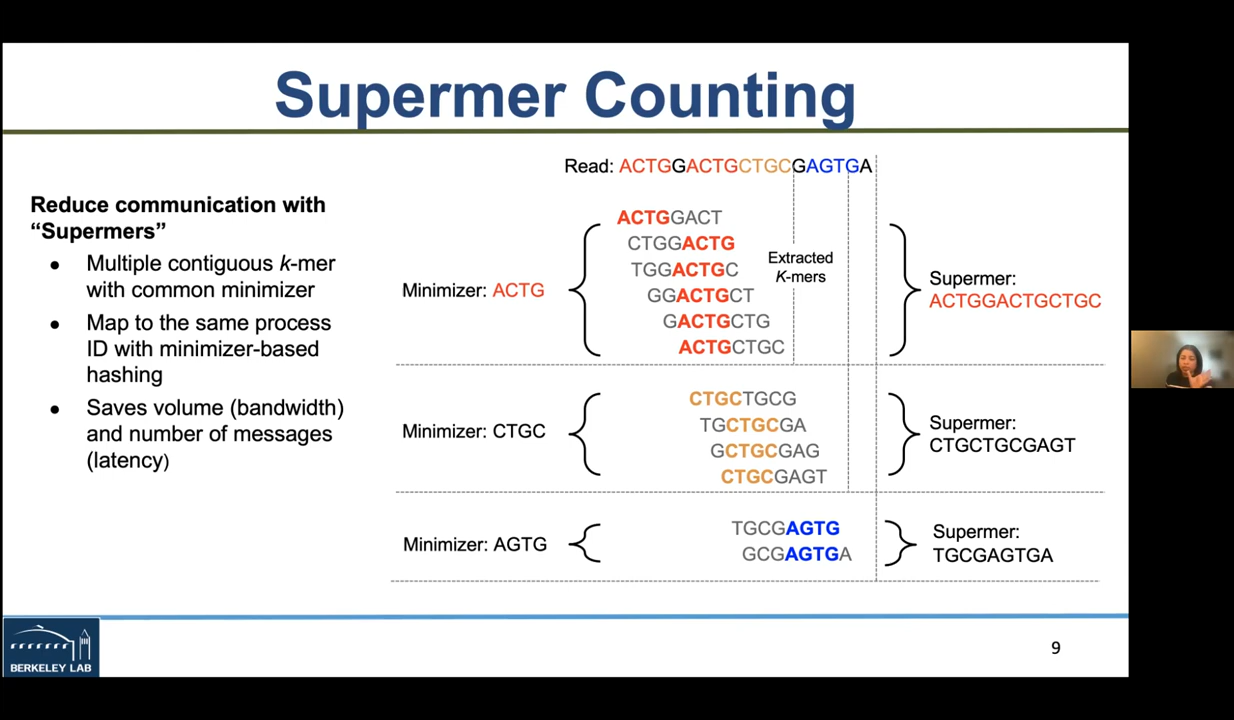 Supermer Counting
Read: ACTGGACTGCTGCGAGTGA
Reduce communication with
“Supermers”
● Multiple contiguous k-mer
with common minimizer
● Map to the same process
ID with minimizer-based
hashing
● Saves volume (bandwidth)
and number of messages
(latency)
Minimizer: ACTG
ACTGGACT
CTGGACTG
TGGACTGC
GGACTGCT
GACTGCTG
ACTGCTGC
Extracted
K-mers
Supermer:
ACTGGACTGCTGC
Minimizer: CTGC
CTGCTGCG
TGCTGCGA
GCTGCGAG
CTGCGAGT
Supermer:
CTGCTGCGAGT
Minimizer: AGTG
TGCGAGTG
GCGAGTGA
Supermer:
TGCGAGTGA
BERKELEY LAB
9